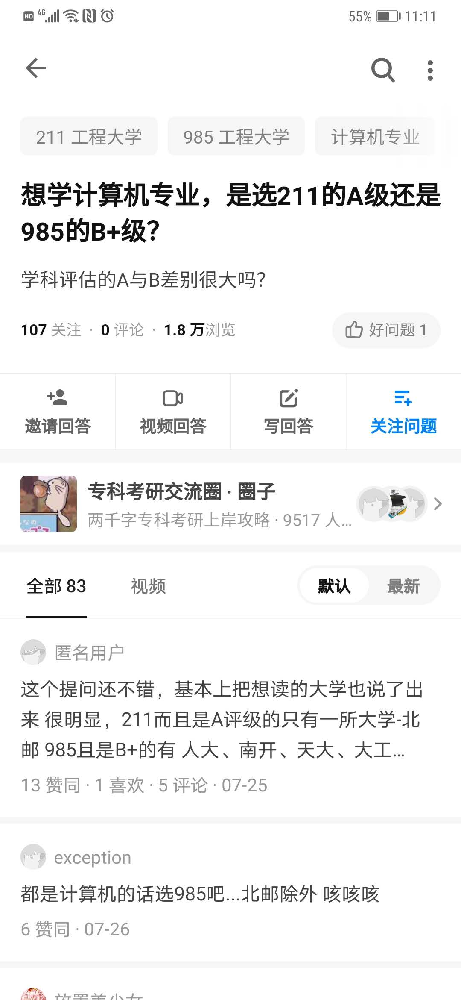 HD 4G 55% 11:11
211 工程大学 985 工程大学 计算机专业
想学计算机专业，是选211的A级还是
985的B+级？
学科评估的A与B差别很大吗？
107 关注 · 0 评论 · 1.8 万浏览 好问题 1
邀请回答 视频回答 写回答 关注问题
专科考研交流圈 · 圈子
两千字专科考研上岸攻略 · 9517 人...
博士
硕士
全部 83 视频 默认 最新
匿名用户
这个提问还不错，基本上把想读的大学也说了出
来 很明显，211而且是A评级的只有一所大学-北
邮 985且是B+的有 人大、南开、天大、大工...
13 赞同 · 1 喜欢 · 5 评论 · 07-25
exception
都是计算机的话选985吧...北邮除外 咳咳咳
6 赞同 · 07-26
放置美少女